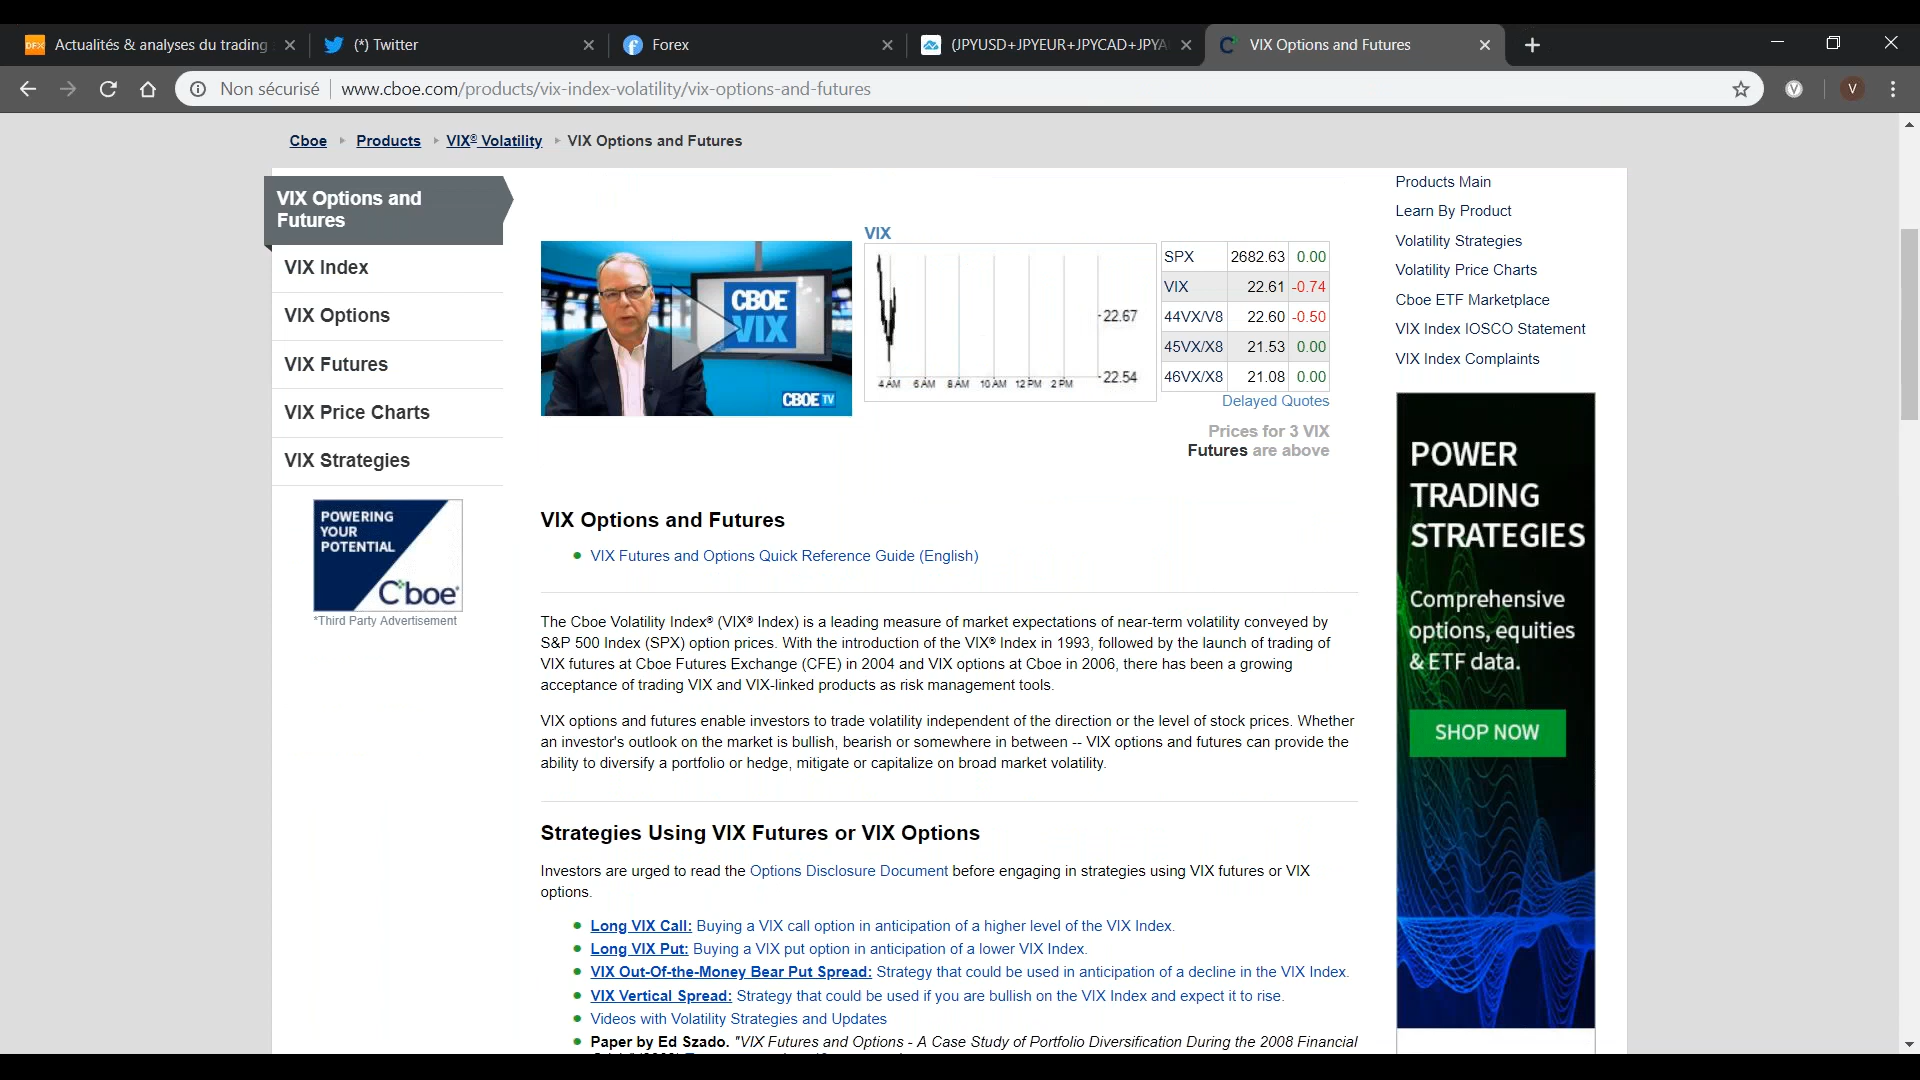 DFX Actualités & analyses du trading
(*) Twitter
Forex
(JPYUSD+JPYEUR+JPYCAD+JPYA
VIX Options and Futures
Non sécurisé
www.cboe.com/products/vix-index-volatility/vix-options-and-futures
V
V
Cboe
Products
VIX® Volatility
VIX Options and Futures
VIX Options and
Futures
VIX Index
VIX Options
VIX Futures
VIX Price Charts
VIX Strategies
POWERING
YOUR
POTENTIAL
Cboe
*Third Party Advertisement
CBOE
VIX
CBOE TV
VIX
22.67
22.54
4 AM 6 AM 8 AM 10 AM 12 PM 2 PM
SPX 2682.63 0.00
VIX 22.61 -0.74
44VX/V8 22.60 -0.50
45VX/X8 21.53 0.00
46VX/X8 21.08 0.00
Delayed Quotes
Prices for 3 VIX
Futures are above
VIX Options and Futures
VIX Futures and Options Quick Reference Guide (English)
The Cboe Volatility Index® (VIX® Index) is a leading measure of market expectations of near-term volatility conveyed by
S&P 500 Index (SPX) option prices. With the introduction of the VIX® Index in 1993, followed by the launch of trading of
VIX futures at Cboe Futures Exchange (CFE) in 2004 and VIX options at Cboe in 2006, there has been a growing
acceptance of trading VIX and VIX-linked products as risk management tools.
VIX options and futures enable investors to trade volatility independent of the direction or the level of stock prices. Whether
an investor's outlook on the market is bullish, bearish or somewhere in between -- VIX options and futures can provide the
ability to diversify a portfolio or hedge, mitigate or capitalize on broad market volatility.
Strategies Using VIX Futures or VIX Options
Investors are urged to read the Options Disclosure Document before engaging in strategies using VIX futures or VIX
options.
Long VIX Call: Buying a VIX call option in anticipation of a higher level of the VIX Index.
Long VIX Put: Buying a VIX put option in anticipation of a lower VIX Index.
VIX Out-Of-the-Money Bear Put Spread: Strategy that could be used in anticipation of a decline in the VIX Index.
VIX Vertical Spread: Strategy that could be used if you are bullish on the VIX Index and expect it to rise.
Videos with Volatility Strategies and Updates
Paper by Ed Szado. "VIX Futures and Options - A Case Study of Portfolio Diversification During the 2008 Financial
Products Main
Learn By Product
Volatility Strategies
Volatility Price Charts
Cboe ETF Marketplace
VIX Index IOSCO Statement
VIX Index Complaints
POWER
TRADING
STRATEGIES
Comprehensive
options, equities
& ETF data.
SHOP NOW